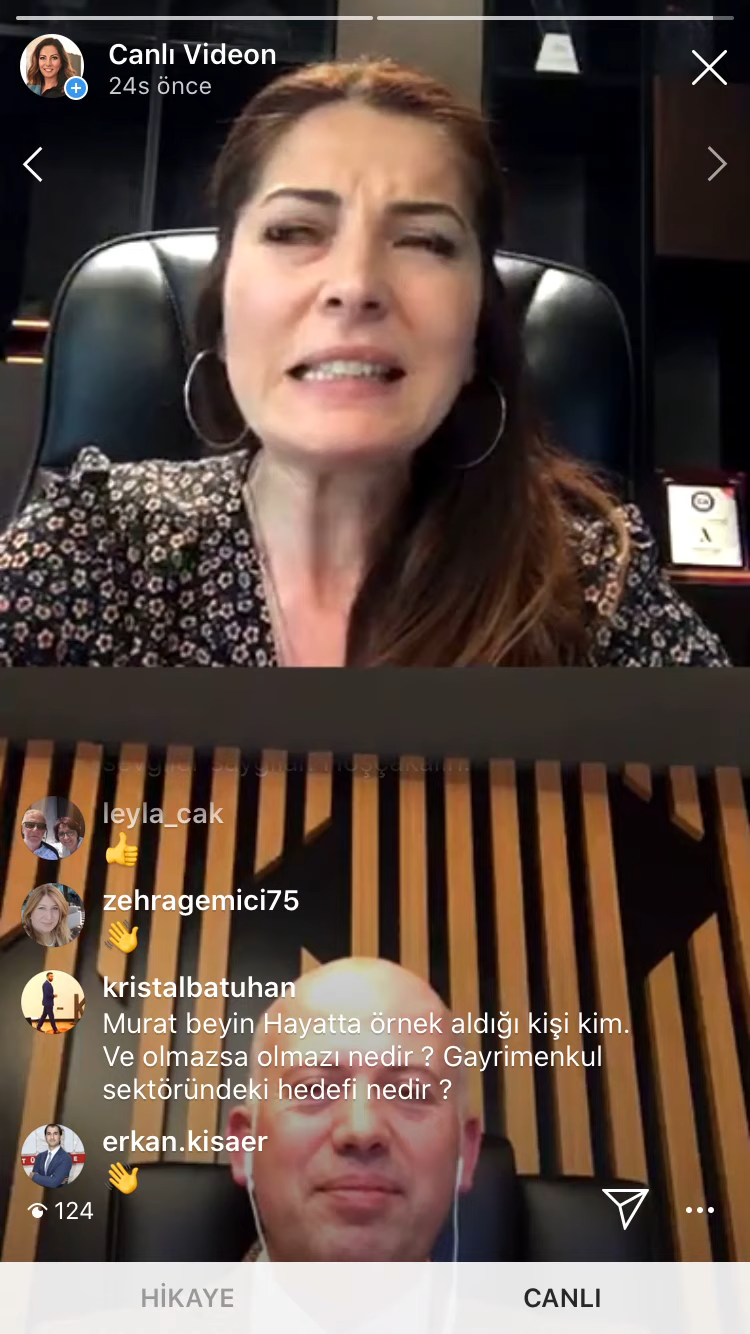 Canlı Videon
24s önce
leyla_cak
👍
zehragemici75
👋
kristalbatuhan
Murat beyin Hayatta örnek aldığı kişi kim.
Ve olmazsa olmazı nedir ? Gayrimenkul
sektöründeki hedefi nedir ?
erkan.kisaer
👋
124
HİKAYE
CANLI